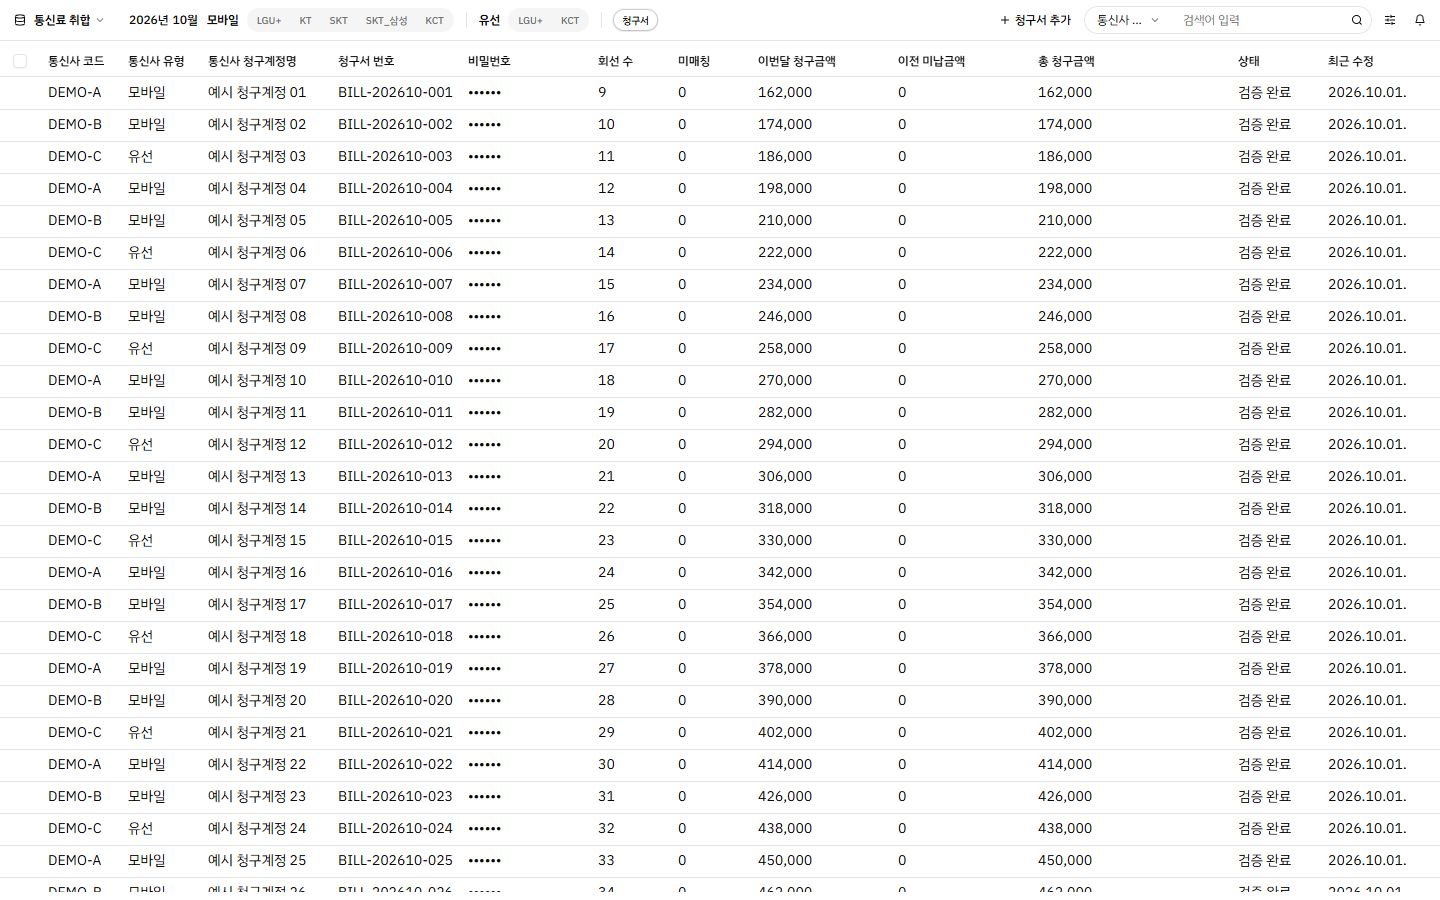 통신료 취합 2026년 10월 모바일 LGU+ KT SKT SKT_삼성 KCT 유선 LGU+ KCT 청구서 + 청구서 추가 통신사 ... 검색어 입력
통신사 코드 통신사 유형 통신사 청구계정명 청구서 번호 비밀번호 회선 수 미매칭 이번달 청구금액 이전 미납금액 총 청구금액 상태 최근 수정
DEMO-A 모바일 예시 청구계정 01 BILL-202610-001 •••••• 9 0 162,000 0 162,000 검증 완료 2026.10.01.
DEMO-B 모바일 예시 청구계정 02 BILL-202610-002 •••••• 10 0 174,000 0 174,000 검증 완료 2026.10.01.
DEMO-C 유선 예시 청구계정 03 BILL-202610-003 •••••• 11 0 186,000 0 186,000 검증 완료 2026.10.01.
DEMO-A 모바일 예시 청구계정 04 BILL-202610-004 •••••• 12 0 198,000 0 198,000 검증 완료 2026.10.01.
DEMO-B 모바일 예시 청구계정 05 BILL-202610-005 •••••• 13 0 210,000 0 210,000 검증 완료 2026.10.01.
DEMO-C 유선 예시 청구계정 06 BILL-202610-006 •••••• 14 0 222,000 0 222,000 검증 완료 2026.10.01.
DEMO-A 모바일 예시 청구계정 07 BILL-202610-007 •••••• 15 0 234,000 0 234,000 검증 완료 2026.10.01.
DEMO-B 모바일 예시 청구계정 08 BILL-202610-008 •••••• 16 0 246,000 0 246,000 검증 완료 2026.10.01.
DEMO-C 유선 예시 청구계정 09 BILL-202610-009 •••••• 17 0 258,000 0 258,000 검증 완료 2026.10.01.
DEMO-A 모바일 예시 청구계정 10 BILL-202610-010 •••••• 18 0 270,000 0 270,000 검증 완료 2026.10.01.
DEMO-B 모바일 예시 청구계정 11 BILL-202610-011 •••••• 19 0 282,000 0 282,000 검증 완료 2026.10.01.
DEMO-C 유선 예시 청구계정 12 BILL-202610-012 •••••• 20 0 294,000 0 294,000 검증 완료 2026.10.01.
DEMO-A 모바일 예시 청구계정 13 BILL-202610-013 •••••• 21 0 306,000 0 306,000 검증 완료 2026.10.01.
DEMO-B 모바일 예시 청구계정 14 BILL-202610-014 •••••• 22 0 318,000 0 318,000 검증 완료 2026.10.01.
DEMO-C 유선 예시 청구계정 15 BILL-202610-015 •••••• 23 0 330,000 0 330,000 검증 완료 2026.10.01.
DEMO-A 모바일 예시 청구계정 16 BILL-202610-016 •••••• 24 0 342,000 0 342,000 검증 완료 2026.10.01.
DEMO-B 모바일 예시 청구계정 17 BILL-202610-017 •••••• 25 0 354,000 0 354,000 검증 완료 2026.10.01.
DEMO-C 유선 예시 청구계정 18 BILL-202610-018 •••••• 26 0 366,000 0 366,000 검증 완료 2026.10.01.
DEMO-A 모바일 예시 청구계정 19 BILL-202610-019 •••••• 27 0 378,000 0 378,000 검증 완료 2026.10.01.
DEMO-B 모바일 예시 청구계정 20 BILL-202610-020 •••••• 28 0 390,000 0 390,000 검증 완료 2026.10.01.
DEMO-C 유선 예시 청구계정 21 BILL-202610-021 •••••• 29 0 402,000 0 402,000 검증 완료 2026.10.01.
DEMO-A 모바일 예시 청구계정 22 BILL-202610-022 •••••• 30 0 414,000 0 414,000 검증 완료 2026.10.01.
DEMO-B 모바일 예시 청구계정 23 BILL-202610-023 •••••• 31 0 426,000 0 426,000 검증 완료 2026.10.01.
DEMO-C 유선 예시 청구계정 24 BILL-202610-024 •••••• 32 0 438,000 0 438,000 검증 완료 2026.10.01.
DEMO-A 모바일 예시 청구계정 25 BILL-202610-025 •••••• 33 0 450,000 0 450,000 검증 완료 2026.10.01.